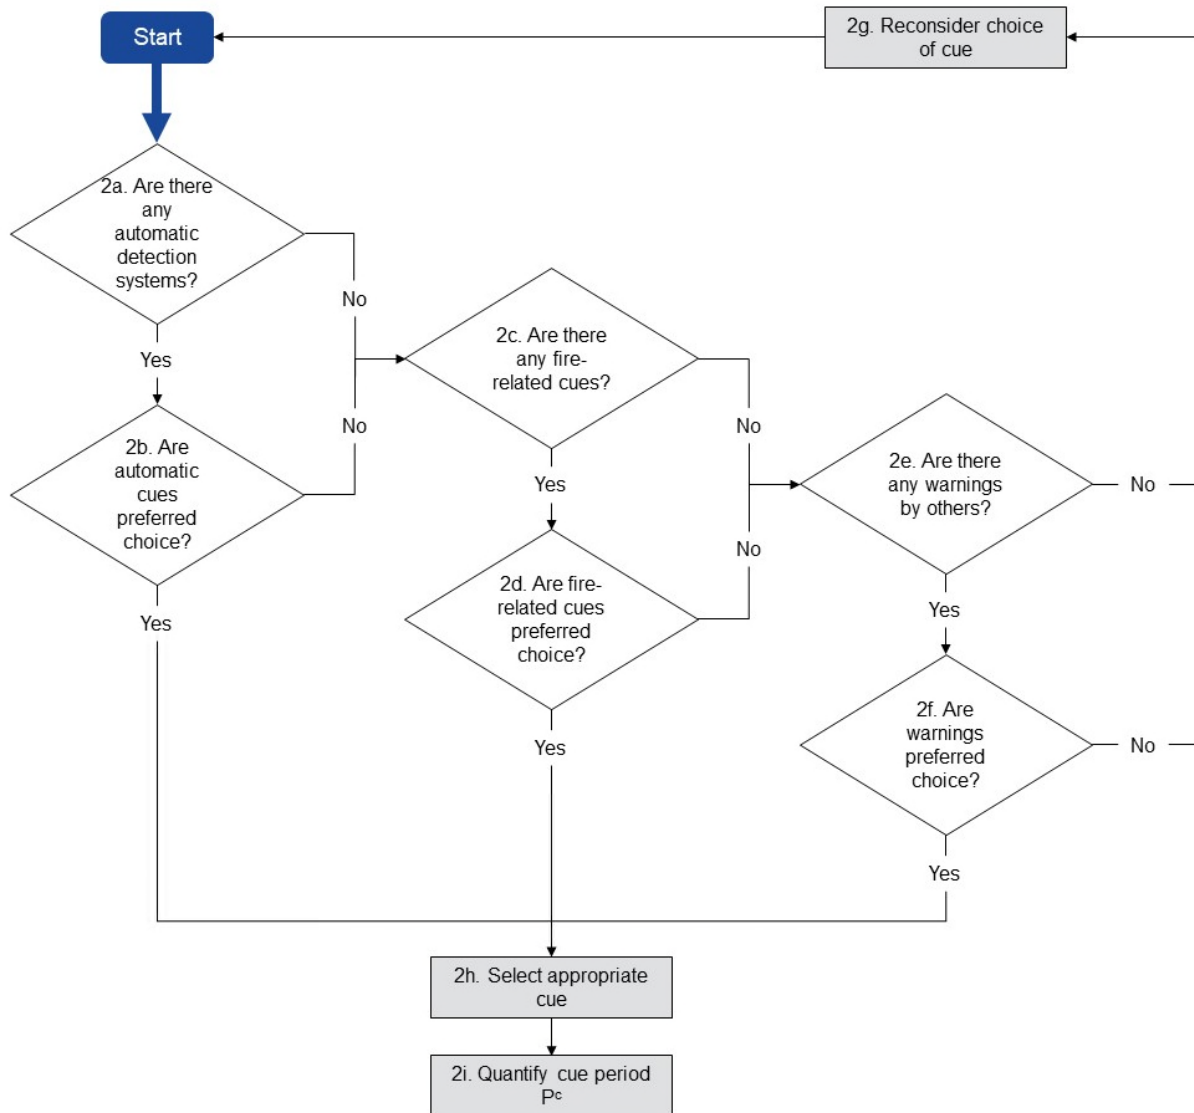 Start
2g. Reconsider choice
of cue
2a. Are there
any
automatic
detection
systems?
No
Yes
2c. Are there
any fire-
related cues?
No
2b. Are
automatic
cues
preferred
choice?
No
Yes
2e. Are there
any warnings
by others?
No
Yes
No
2d. Are fire-
related cues
preferred
choice?
Yes
Yes
2f. Are
warnings
preferred
choice?
No
Yes
2h. Select appropriate
cue
2i. Quantify cue period
Pᶜ